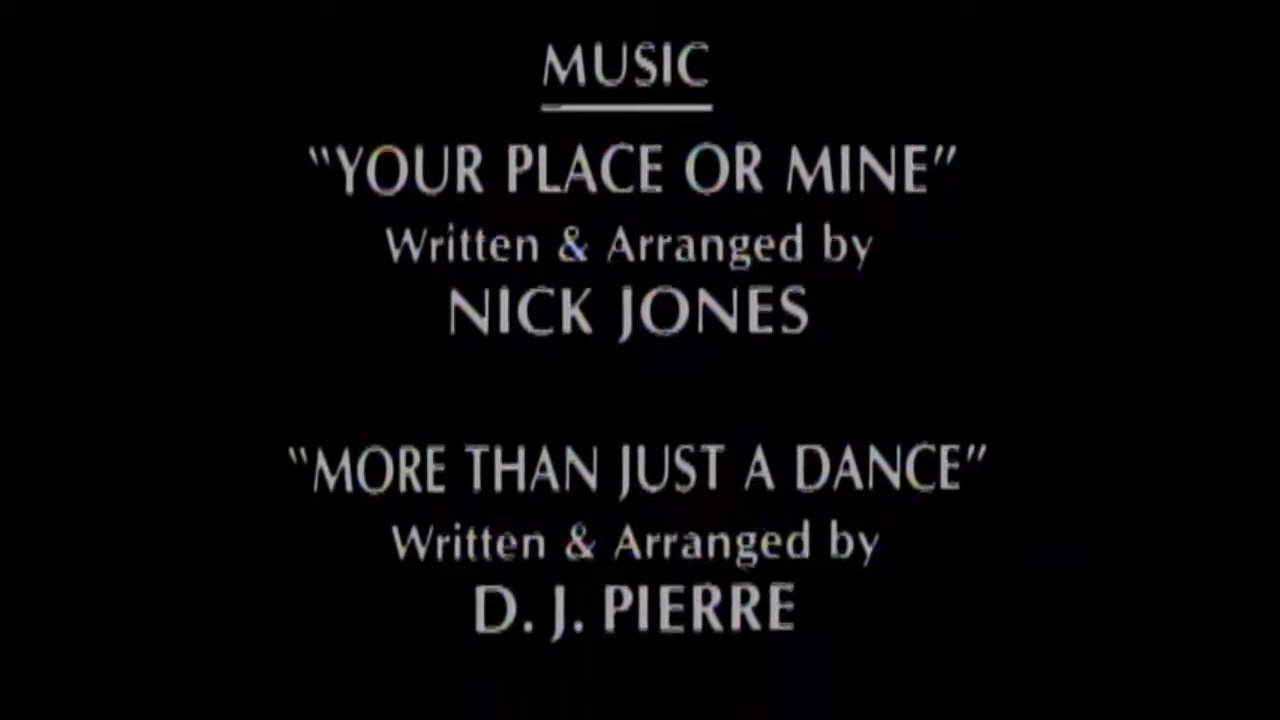 MUSIC
"YOUR PLACE OR MINE"
Written & Arranged by
NICK JONES
"MORE THAN JUST A DANCE"
Written & Arranged by
D. J. PIERRE